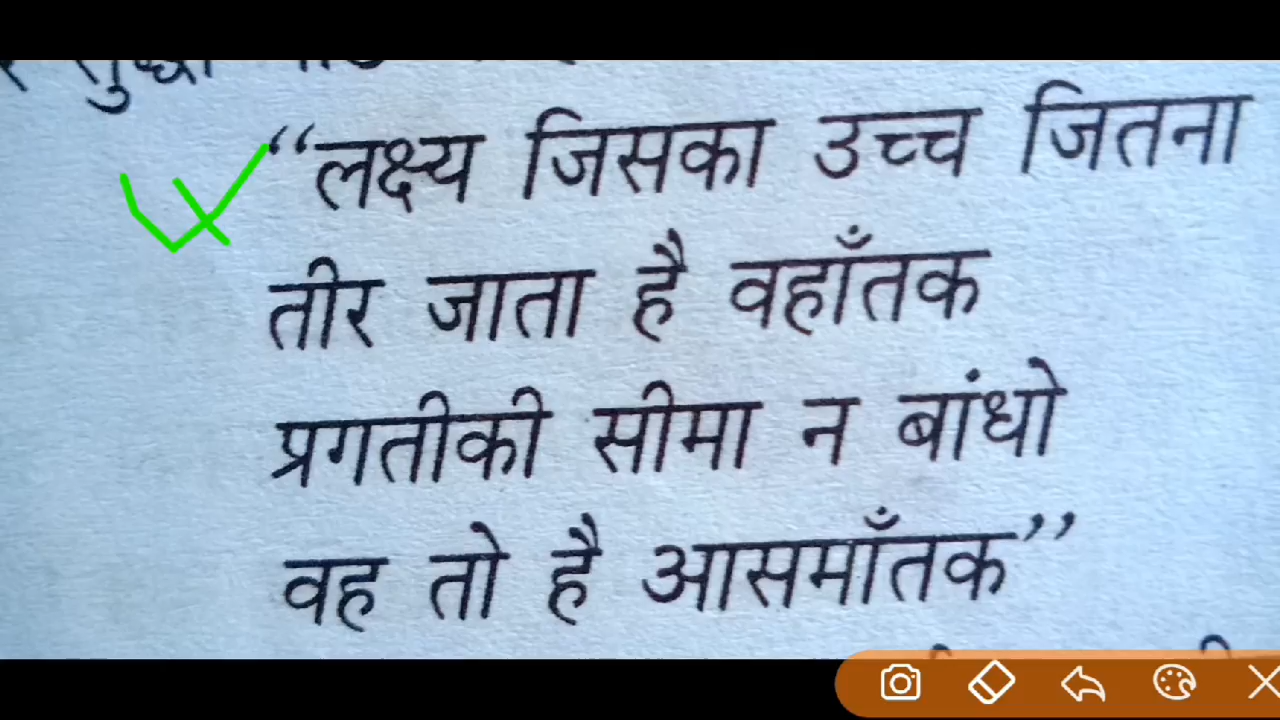 “लक्ष्य जिसका उच्च जितना
तीर जाता है वहाँतक
प्रगतीकी सीमा न बांधो
वह तो है आसमाँतक”